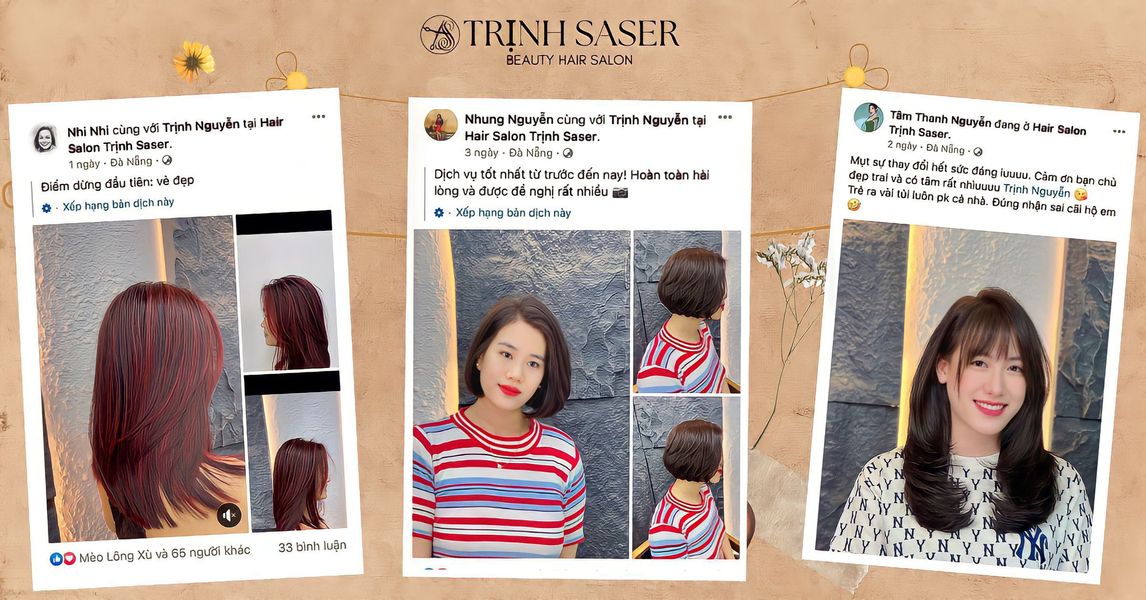 TRỊNH SASER
BEAUTY HAIR SALON
Nhi Nhi cùng với Trịnh Nguyễn tại Hair
Salon Trịnh Saser.
1 ngày · Đà Nẵng ·
Điểm dừng đầu tiên: vẻ đẹp
· Xếp hạng bản dịch này
Mèo Lông Xù và 66 người khác
33 bình luận
Nhung Nguyễn cùng với Trịnh Nguyễn tại
Hair Salon Trịnh Saser.
3 ngày · Đà Nẵng ·
Dịch vụ tốt nhất từ trước đến nay! Hoàn toàn hài
lòng và được đề nghị rất nhiều 📷
· Xếp hạng bản dịch này
Tâm Thanh Nguyễn đang ở Hair Salon
Trịnh Saser.
2 ngày · Đà Nẵng ·
Mụt sự thay đổi hết sức đáng iuuuu. Cảm ơn bạn chủ
đẹp trai và có tâm rất nhìuuuu Trịnh Nguyễn 😘
Trẻ ra vài tủi luôn pk cả nhà. Đúng nhận sai cãi hộ em
🤣
NY